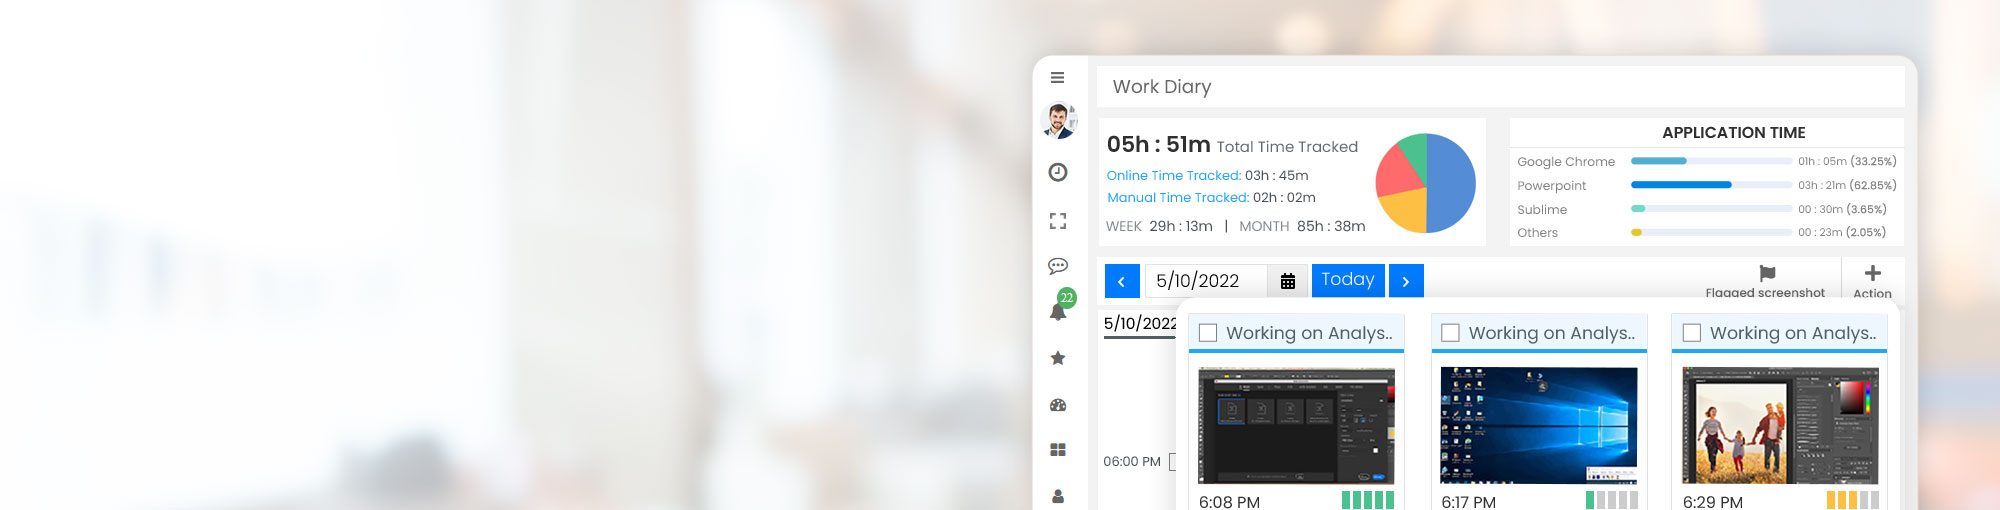 Work Diary
05h : 51m Total Time Tracked
Online Time Tracked: 03h : 45m
Manual Time Tracked: 02h : 02m
WEEK 29h : 13m | MONTH 85h : 38m
APPLICATION TIME
Google Chrome 01h : 05m (33.25%)
Powerpoint 03h : 21m (62.85%)
Sublime 00 : 30m (3.65%)
Others 00 : 23m (2.05%)
22
5/10/2022 Today
Flagged screenshot Action
5/10/2022
Working on Analys.. Working on Analys.. Working on Analys..
06:00 PM
6:08 PM 6:17 PM 6:29 PM